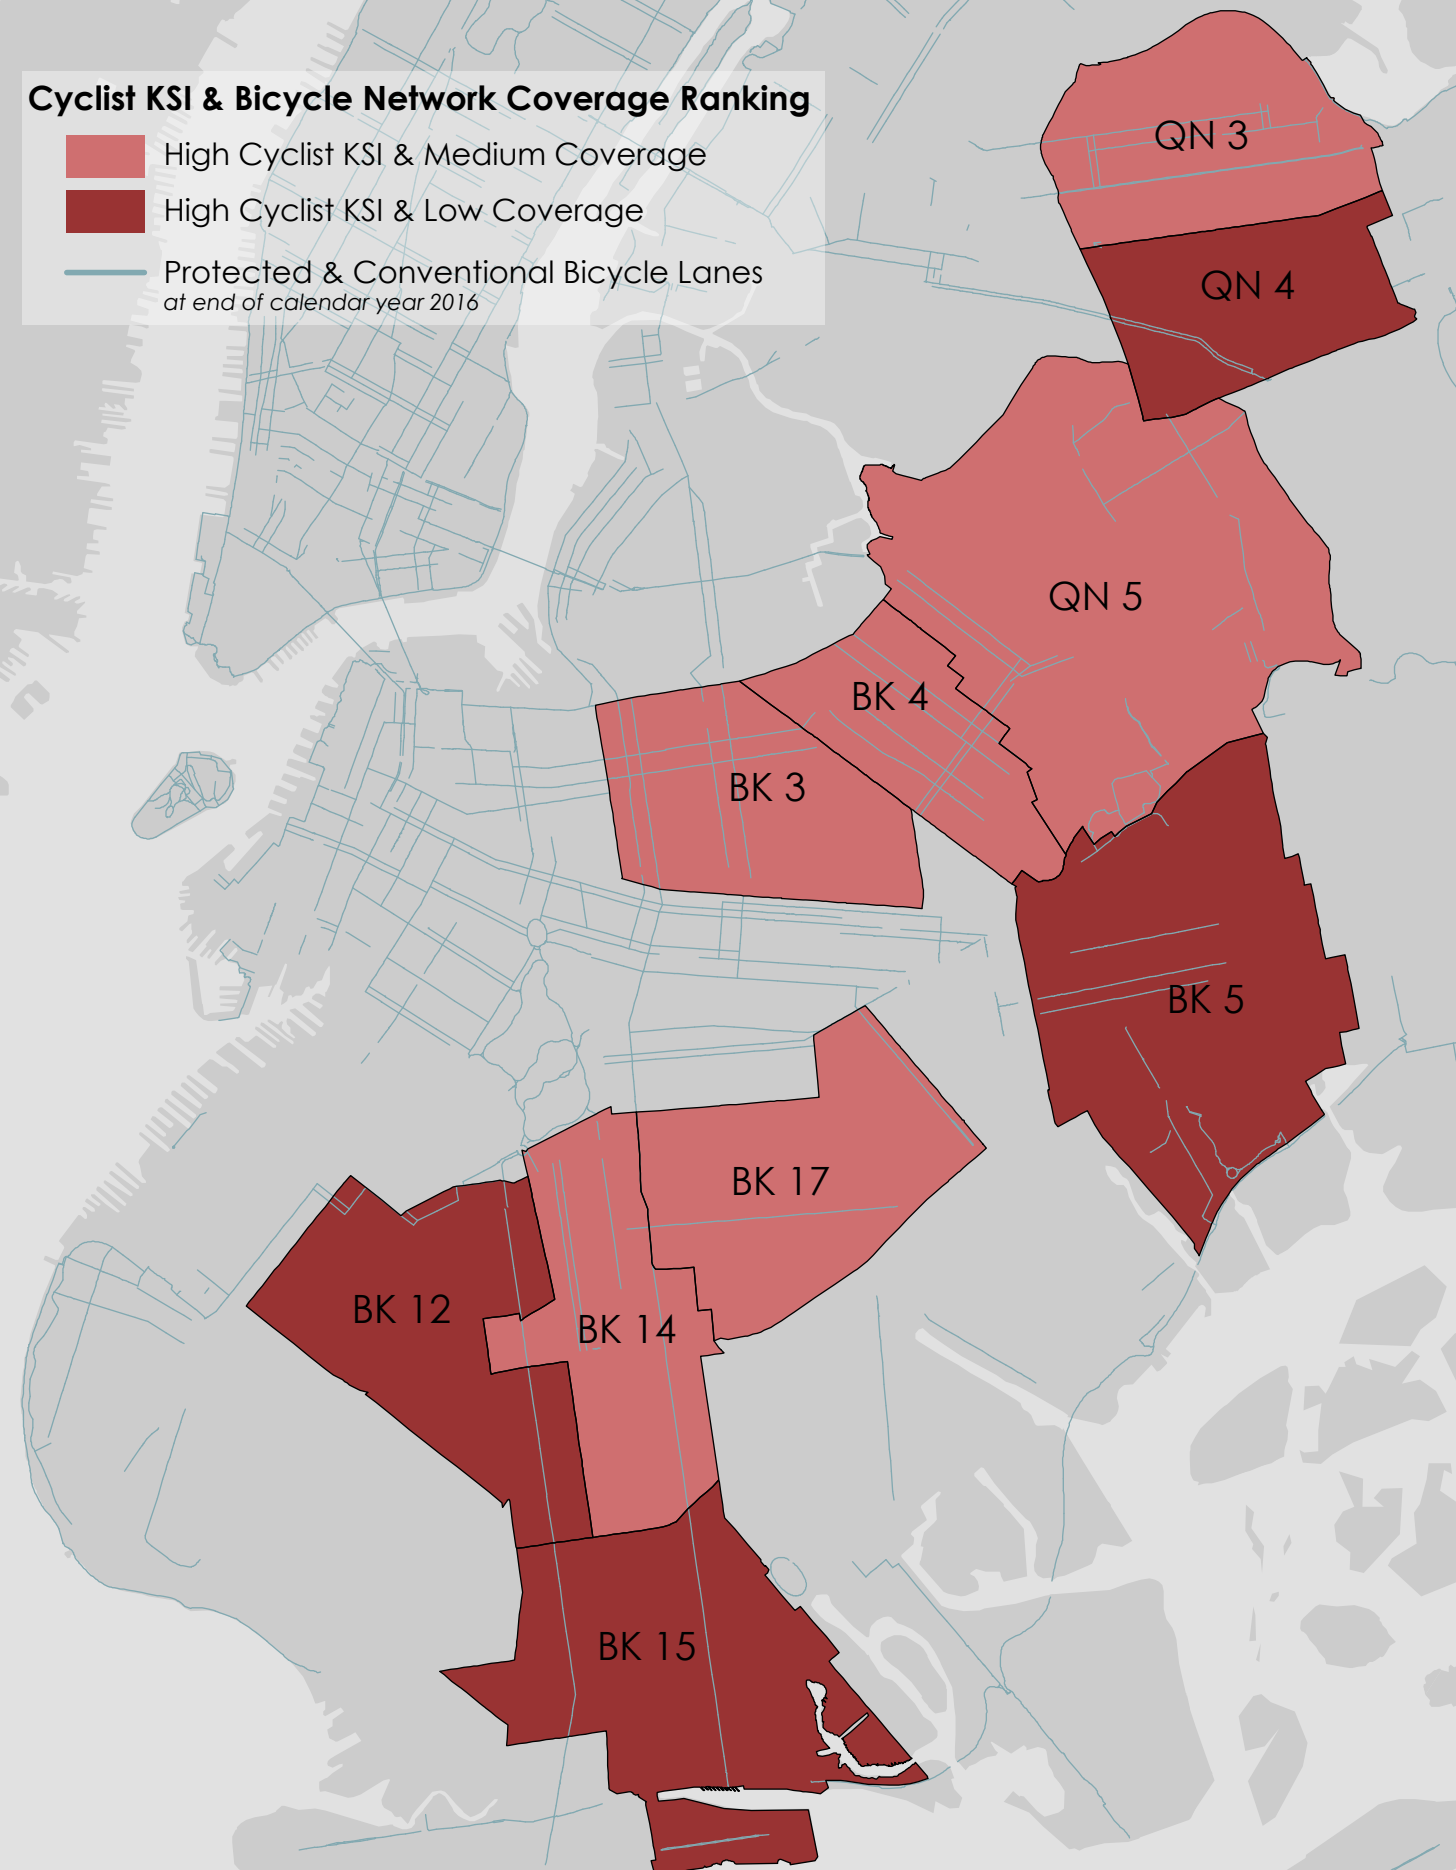 Cyclist KSI & Bicycle Network Coverage Ranking
High Cyclist KSI & Medium Coverage
High Cyclist KSI & Low Coverage
Protected & Conventional Bicycle Lanes
at end of calendar year 2016
QN 3
QN 4
QN 5
BK 4
BK 3
BK 5
BK 17
BK 12
BK 14
BK 15